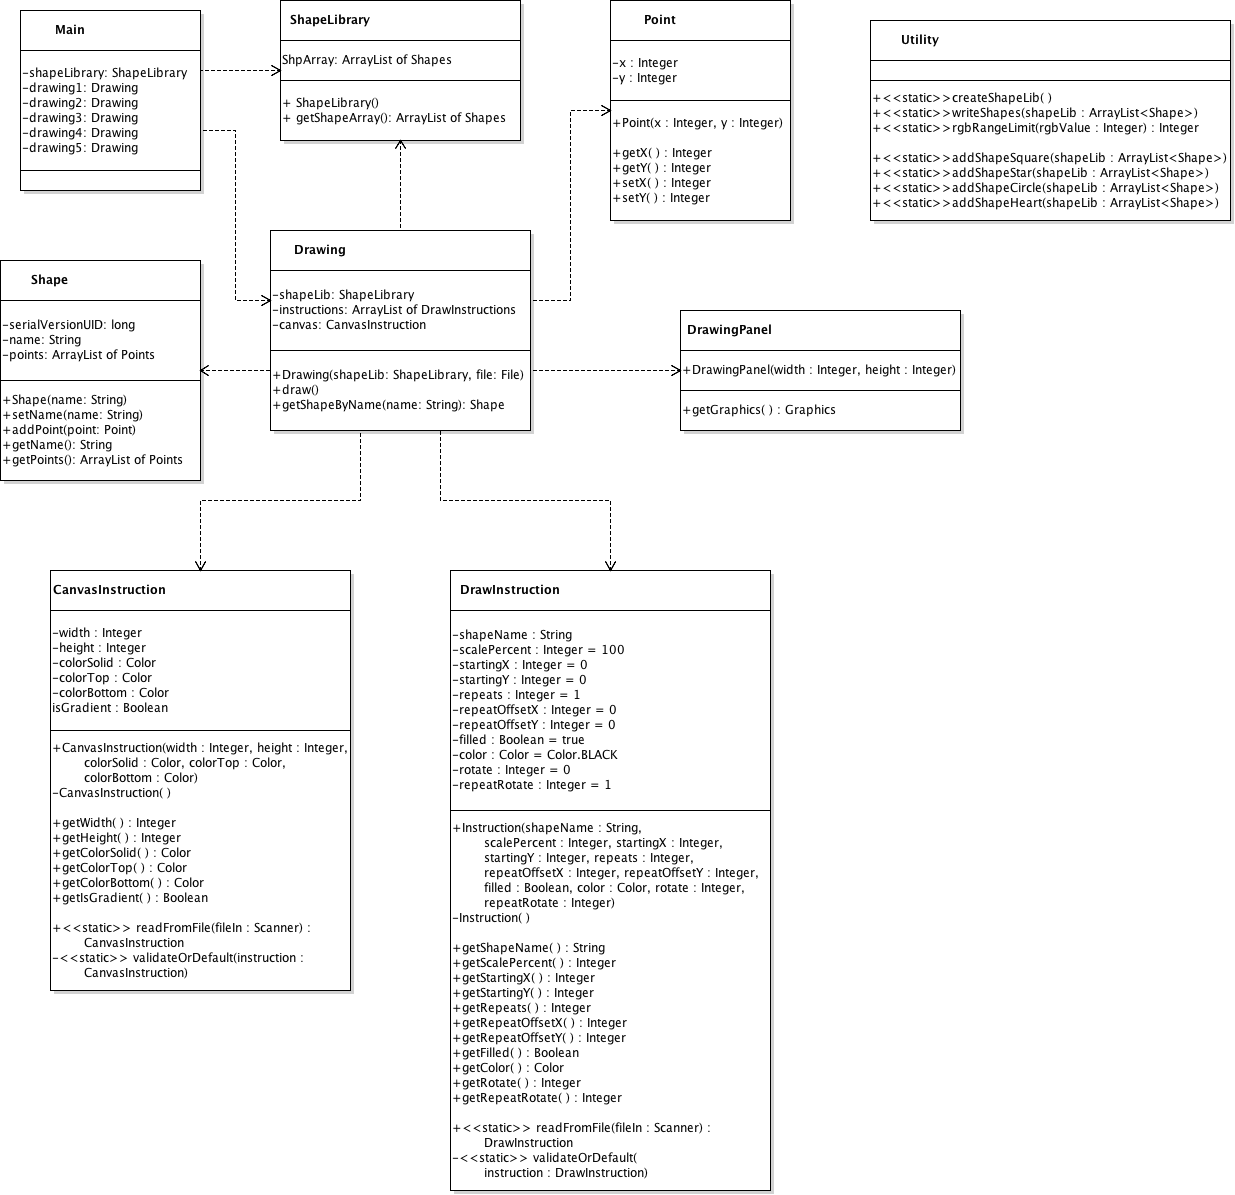 Main
-shapeLibrary: ShapeLibrary
-drawing1: Drawing
-drawing2: Drawing
-drawing3: Drawing
-drawing4: Drawing
-drawing5: Drawing
ShapeLibrary
ShpArray: ArrayList of Shapes
+ ShapeLibrary()
+ getShapeArray(): ArrayList of Shapes
Point
-x : Integer
-y : Integer
+Point(x : Integer, y : Integer)
+getX( ) : Integer
+getY( ) : Integer
+setX( ) : Integer
+setY( ) : Integer
Utility
+<<static>>createShapeLib( )
+<<static>>writeShapes(shapeLib : ArrayList<Shape>)
+<<static>>rgbRangeLimit(rgbValue : Integer) : Integer
+<<static>>addShapeSquare(shapeLib : ArrayList<Shape>)
+<<static>>addShapeStar(shapeLib : ArrayList<Shape>)
+<<static>>addShapeCircle(shapeLib : ArrayList<Shape>)
+<<static>>addShapeHeart(shapeLib : ArrayList<Shape>)
Shape
-serialVersionUID: long
-name: String
-points: ArrayList of Points
+Shape(name: String)
+setName(name: String)
+addPoint(point: Point)
+getName(): String
+getPoints(): ArrayList of Points
Drawing
-shapeLib: ShapeLibrary
-instructions: ArrayList of DrawInstructions
-canvas: CanvasInstruction
+Drawing(shapeLib: ShapeLibrary, file: File)
+draw()
+getShapeByName(name: String): Shape
DrawingPanel
+DrawingPanel(width : Integer, height : Integer)
+getGraphics( ) : Graphics
CanvasInstruction
-width : Integer
-height : Integer
-colorSolid : Color
-colorTop : Color
-colorBottom : Color
isGradient : Boolean
+CanvasInstruction(width : Integer, height : Integer,
colorSolid : Color, colorTop : Color,
colorBottom : Color)
-CanvasInstruction( )
+getWidth( ) : Integer
+getHeight( ) : Integer
+getColorSolid( ) : Color
+getColorTop( ) : Color
+getColorBottom( ) : Color
+getIsGradient( ) : Boolean
+<<static>> readFromFile(fileIn : Scanner) :
CanvasInstruction
-<<static>> validateOrDefault(instruction :
CanvasInstruction)
DrawInstruction
-shapeName : String
-scalePercent : Integer = 100
-startingX : Integer = 0
-startingY : Integer = 0
-repeats : Integer = 1
-repeatOffsetX : Integer = 0
-repeatOffsetY : Integer = 0
-filled : Boolean = true
-color : Color = Color.BLACK
-rotate : Integer = 0
-repeatRotate : Integer = 1
+Instruction(shapeName : String,
scalePercent : Integer, startingX : Integer,
startingY : Integer, repeats : Integer,
repeatOffsetX : Integer, repeatOffsetY : Integer,
filled : Boolean, color : Color, rotate : Integer,
repeatRotate : Integer)
-Instruction( )
+getShapeName( ) : String
+getScalePercent( ) : Integer
+getStartingX( ) : Integer
+getStartingY( ) : Integer
+getRepeats( ) : Integer
+getRepeatOffsetX( ) : Integer
+getRepeatOffsetY( ) : Integer
+getFilled( ) : Boolean
+getColor( ) : Color
+getRotate( ) : Integer
+getRepeatRotate( ) : Integer
+<<static>> readFromFile(fileIn : Scanner) :
DrawInstruction
-<<static>> validateOrDefault(
instruction : DrawInstruction)